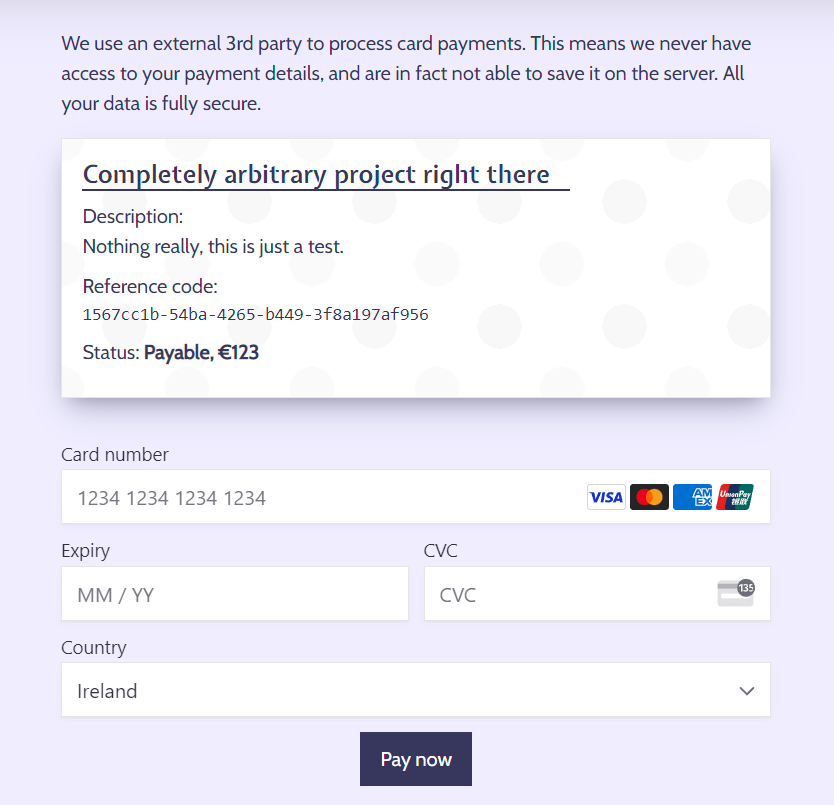 We use an external 3rd party to process card payments. This means we never have
access to your payment details, and are in fact not able to save it on the server. All
your data is fully secure.
Completely arbitrary project right there
Description:
Nothing really, this is just a test.
Reference code:
1567cc1b-54ba-4265-b449-3f8a197af956
Status: Payable, €123
Card number
1234 1234 1234 1234 VISA AM EX UnionPay 银联
Expiry CVC
MM / YY CVC 135
Country
Ireland
Pay now